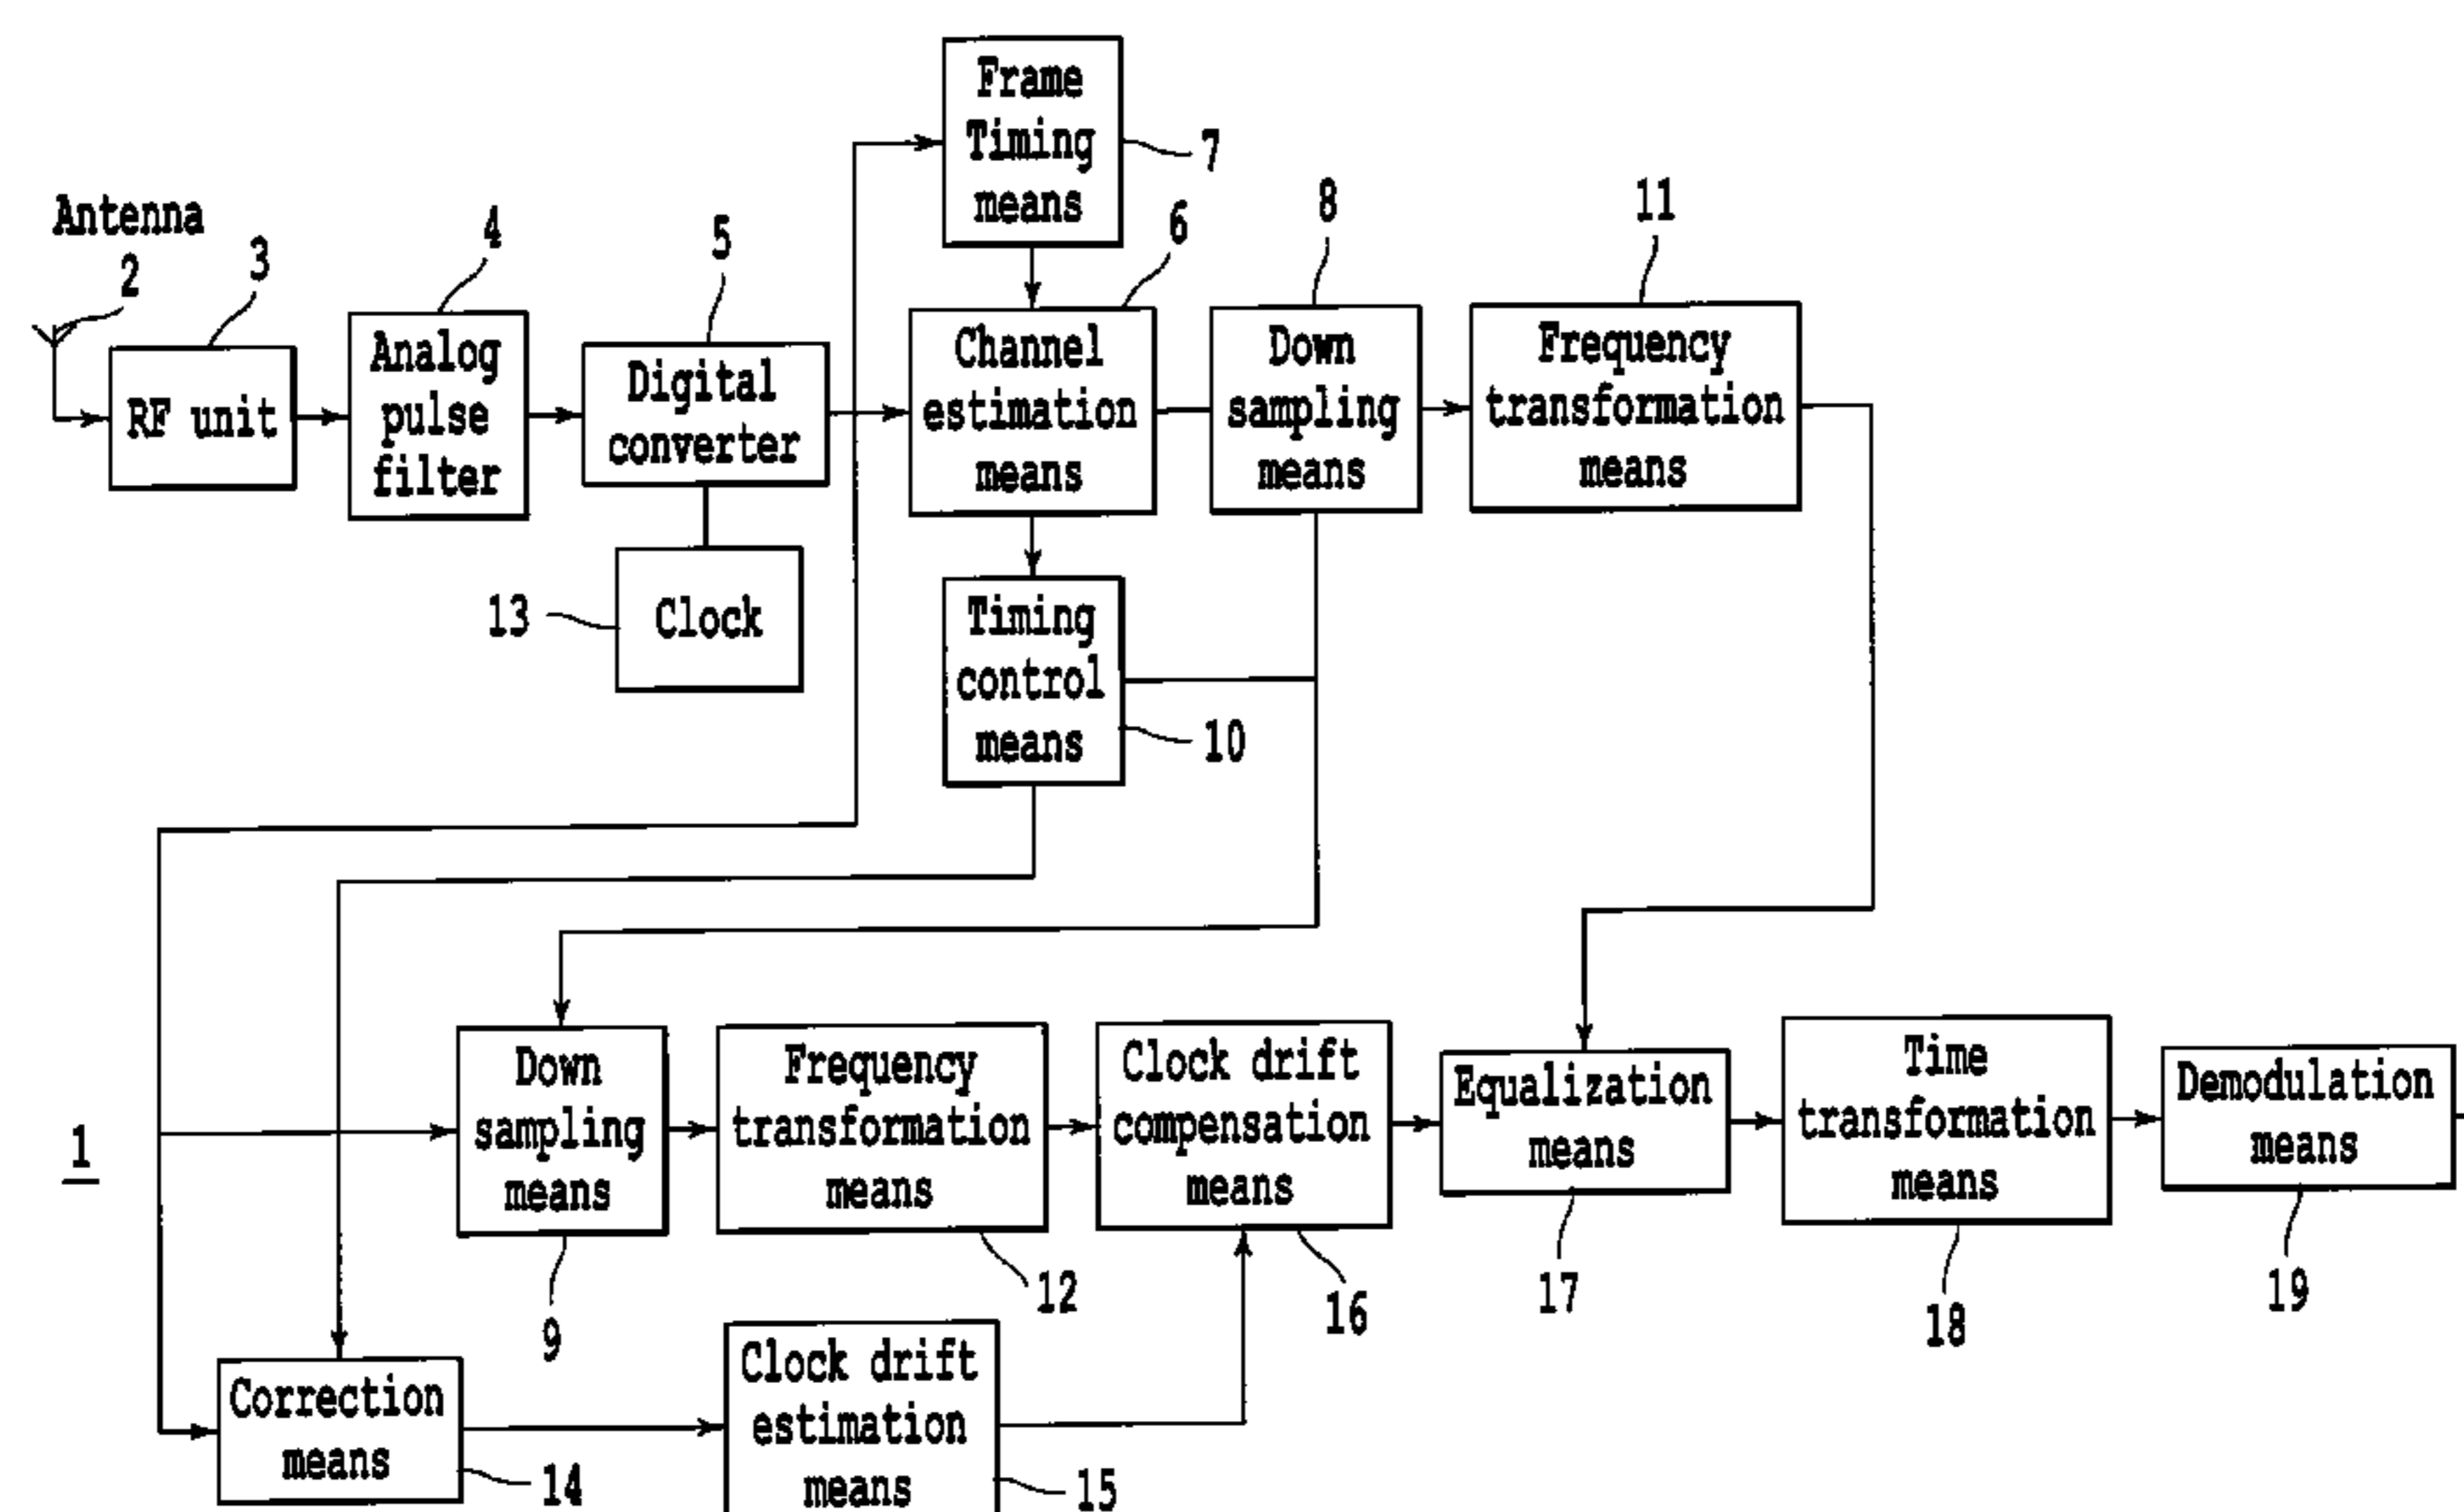 Frame
Timing
means
7
Antenna
2
3
4
5
6
8
11
RF unit
Analog
pulse
filter
Digital
converter
Channel
estimation
means
Down
sampling
means
Frequency
transformation
means
13
Clock
Timing
control
means
10
1
Down
sampling
means
9
Frequency
transformation
means
12
Clock drift
compensation
means
16
Equalization
means
17
Time
transformation
means
18
Demodulation
means
19
Correction
means
14
Clock drift
estimation
means
15